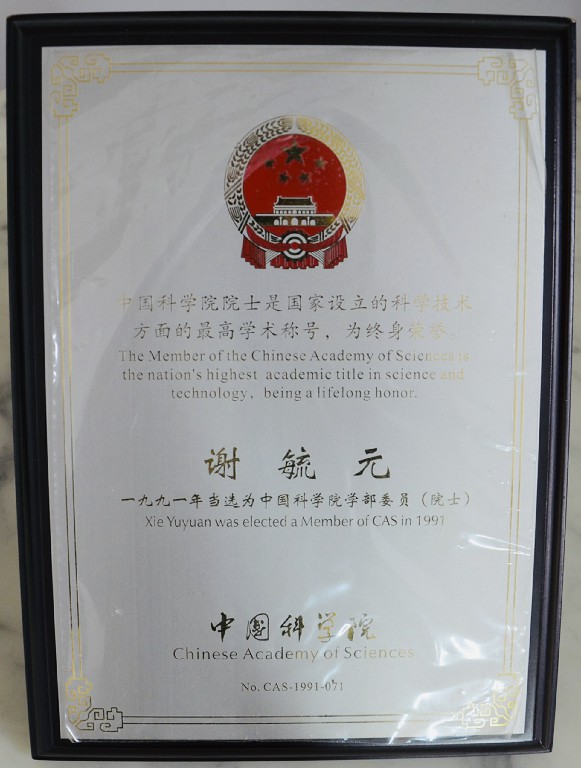 中国科学院院士是国家设立的科学技术
方面的最高学术称号，为终身荣誉。
The Member of the Chinese Academy of Sciences is
the nation's highest academic title in science and
technology, being a lifelong honor.
谢 毓 元
一九九一年当选为中国科学院学部委员（院士）
Xie Yuyuan was elected a Member of CAS in 1991
中国科学院
Chinese Academy of Sciences
No. CAS-1991-071